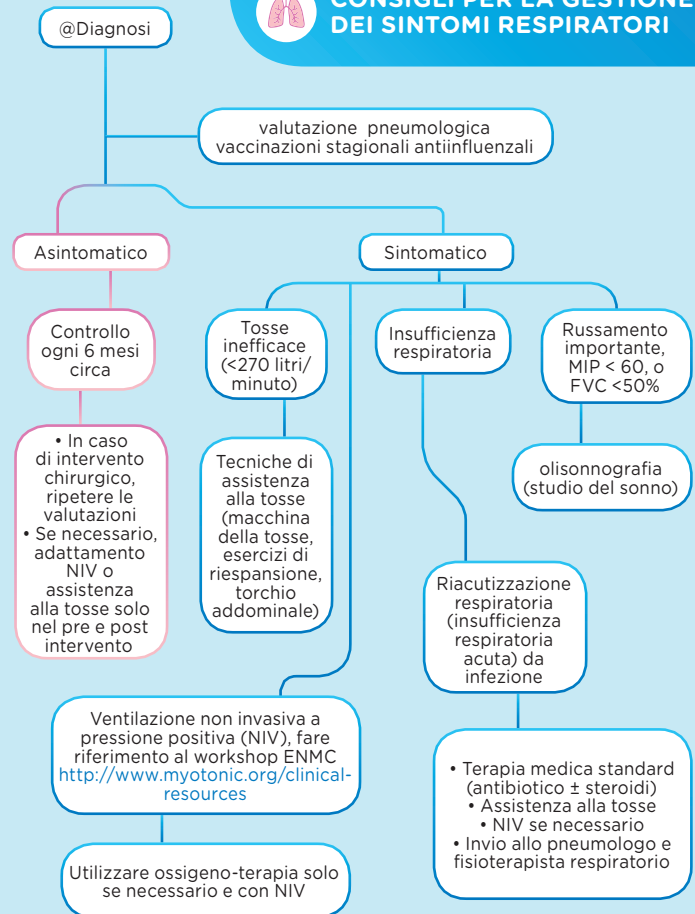 CONSIGLI PER LA GESTIONE
DEI SINTOMI RESPIRATORI
@Diagnosi
valutazione pneumologica
vaccinazioni stagionali antiinfluenzali
Asintomatico
Sintomatico
Controllo
ogni 6 mesi
circa
Tosse
inefficace
(<270 litri/
minuto)
Insufficienza
respiratoria
Russamento
importante,
MIP < 60, o
FVC <50%
• In caso
di intervento
chirurgico,
ripetere le
valutazioni
• Se necessario,
adattamento
NIV o
assistenza
alla tosse solo
nel pre e post
intervento
Tecniche di
assistenza
alla tosse
(macchina
della tosse,
esercizi di
riespansione,
torchio
addominale)
olisonnografia
(studio del sonno)
Riacutizzazione
respiratoria
(insufficienza
respiratoria
acuta) da
infezione
Ventilazione non invasiva a
pressione positiva (NIV), fare
riferimento al workshop ENMC
http://www.myotonic.org/clinical-
resources
• Terapia medica standard
(antibiotico ± steroidi)
• Assistenza alla tosse
• NIV se necessario
• Invio allo pneumologo e
fisioterapista respiratorio
Utilizzare ossigeno-terapia solo
se necessario e con NIV